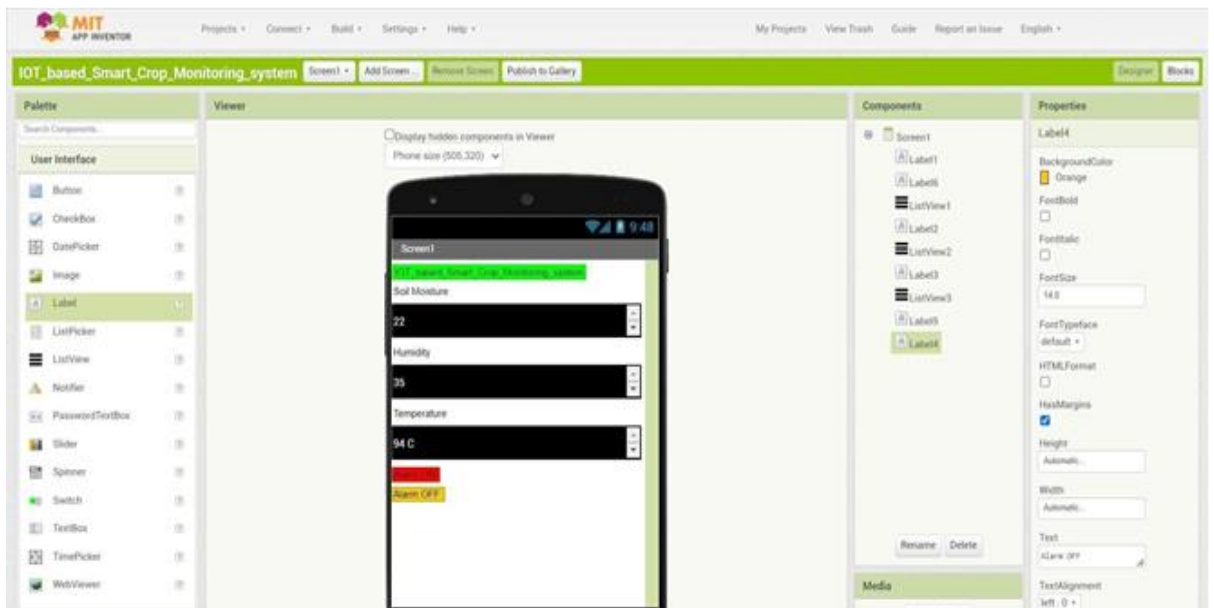 MIT
APP INVENTOR
Projects Connect Build Settings Help My Projects View Trash Guide Report an Issue English
IOT_based_Smart_Crop_Monitoring_system Screen1 Add Screen ... Remove Screen Publish to Gallery Designer Blocks
Palette
Search Components...
User Interface
Button
CheckBox
DatePicker
Image
Label
ListPicker
ListView
Notifier
PasswordTextBox
Slider
Spinner
Switch
TextBox
TimePicker
WebViewer
Viewer
Display hidden components in Viewer
Phone size (505,320)
9:48
Screen1
IOT_based_Smart_Crop_Monitoring_system
Soil Moisture
22
Humidity
35
Temperature
94 C
Alarm OFF
Components
Screen1
Label1
Label6
ListView1
Label2
ListView2
Label3
ListView3
Label5
Label4
Rename Delete
Media
Properties
Label4
BackgroundColor
Orange
FontBold
FontItalic
FontSize
14.0
FontTypeface
default
HTMLFormat
HasMargins
Height
Automatic...
Width
Automatic...
Text
Alarm OFF
TextAlignment
left : 0